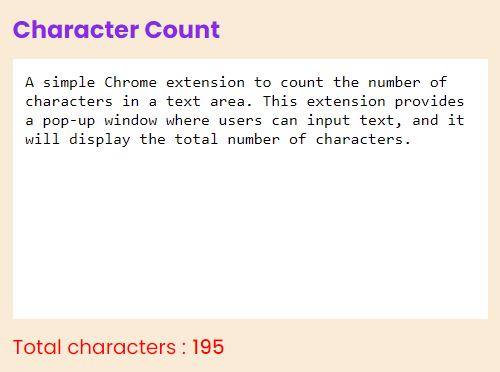 Character Count
A simple Chrome extension to count the number of
characters in a text area. This extension provides
a pop-up window where users can input text, and it
will display the total number of characters.
Total characters : 195